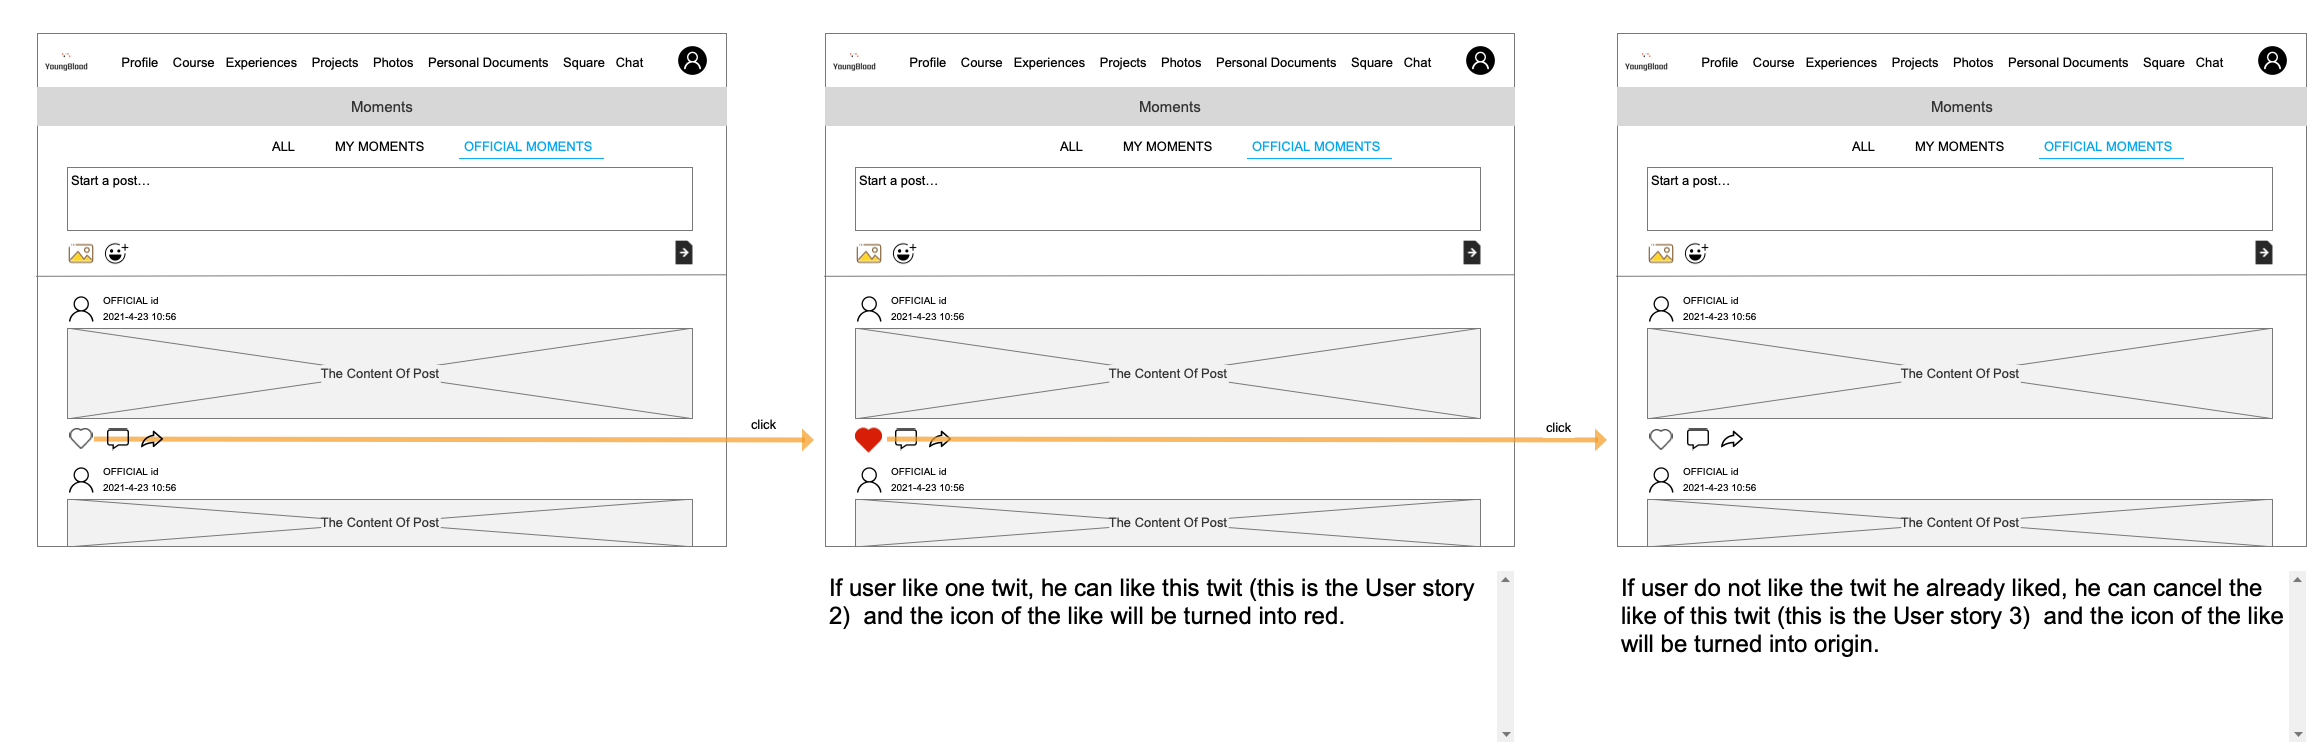 YoungBlood
Profile Course Experiences Projects Photos Personal Documents Square Chat
Moments
ALL MY MOMENTS OFFICIAL MOMENTS
Start a post...
OFFICIAL id
2021-4-23 10:56
The Content Of Post
OFFICIAL id
2021-4-23 10:56
The Content Of Post
click
YoungBlood
Profile Course Experiences Projects Photos Personal Documents Square Chat
Moments
ALL MY MOMENTS OFFICIAL MOMENTS
Start a post...
OFFICIAL id
2021-4-23 10:56
The Content Of Post
OFFICIAL id
2021-4-23 10:56
The Content Of Post
If user like one twit, he can like this twit (this is the User story
2)  and the icon of the like will be turned into red.
click
YoungBlood
Profile Course Experiences Projects Photos Personal Documents Square Chat
Moments
ALL MY MOMENTS OFFICIAL MOMENTS
Start a post...
OFFICIAL id
2021-4-23 10:56
The Content Of Post
OFFICIAL id
2021-4-23 10:56
The Content Of Post
If user do not like the twit he already liked, he can cancel the
like of this twit (this is the User story 3)  and the icon of the like
will be turned into origin.